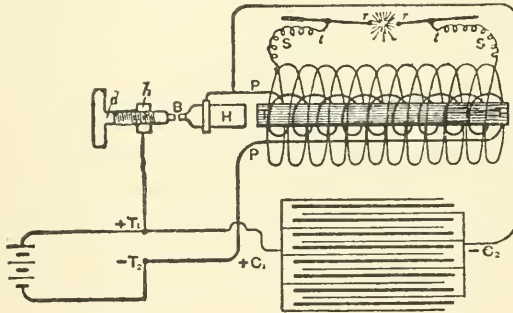 r r
S t t S
P
d h B H
P
+T₁
-T₂ +C₁ -C₂